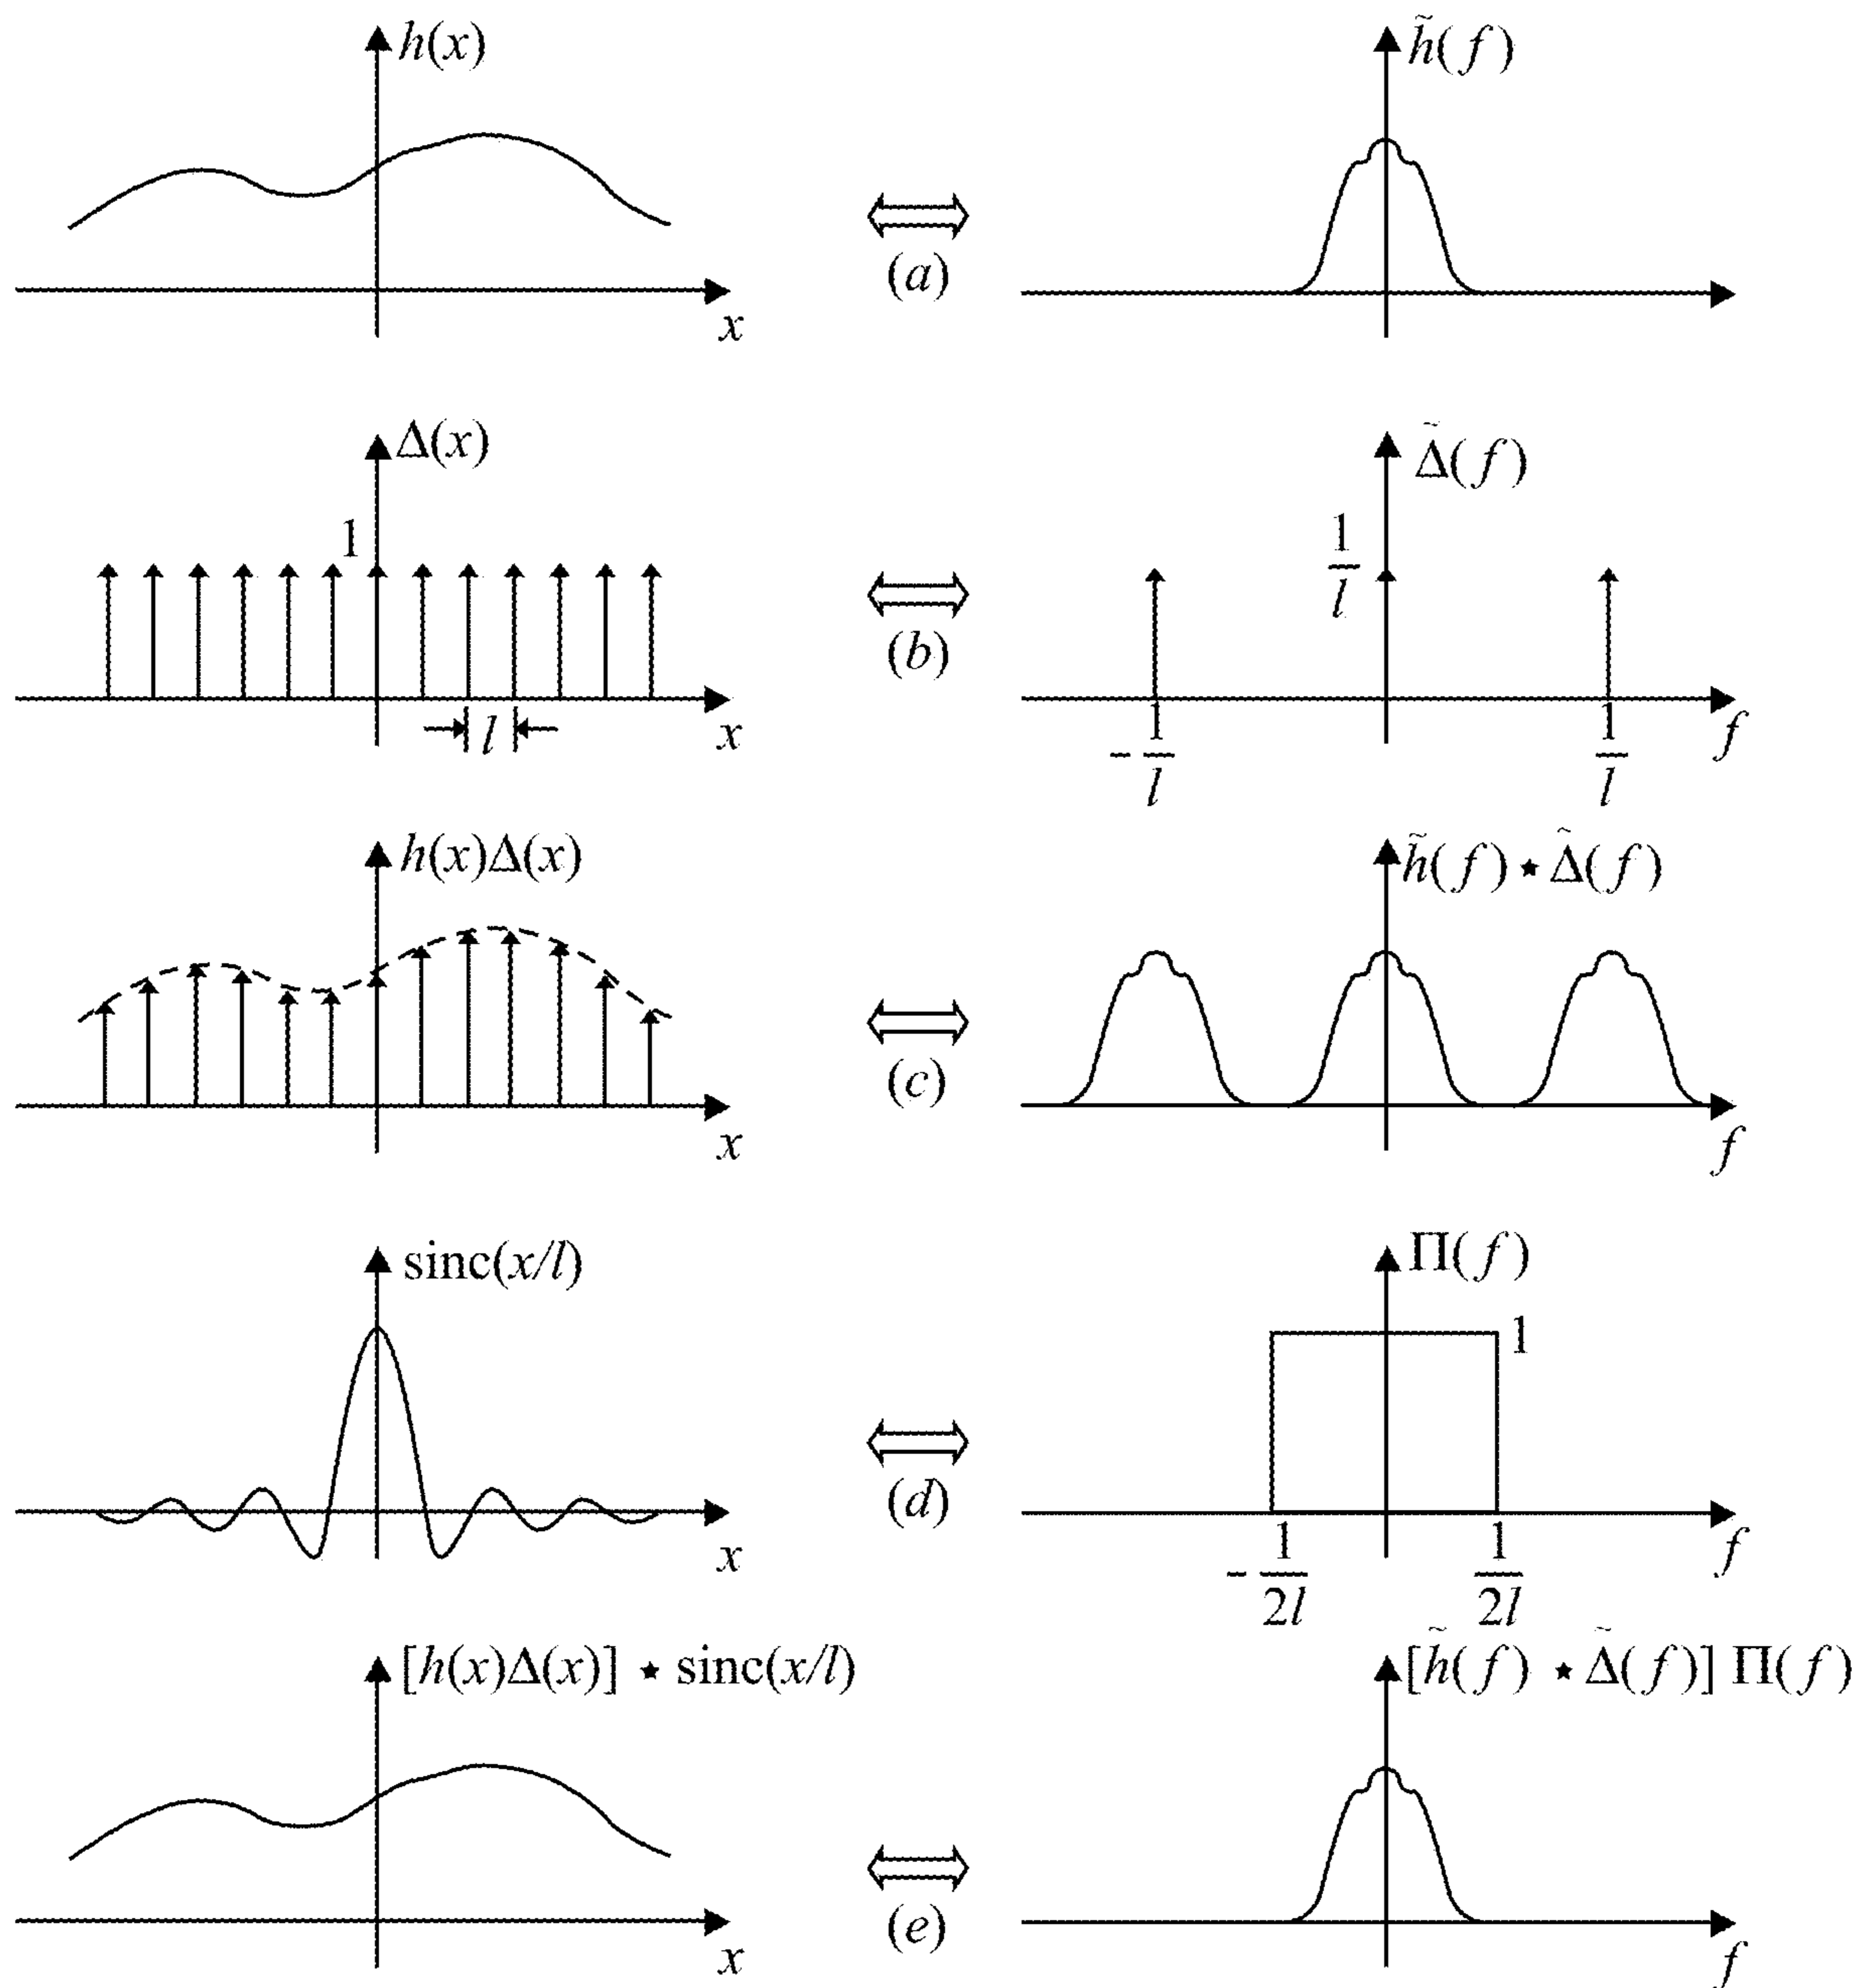 h(x)
h̃(f)
(a)
x
Δ(x)
Δ̃(f)
1
1/l
(b)
l
x
-1/l
1/l
f
h(x)Δ(x)
h̃(f) ⋆ Δ̃(f)
(c)
x
f
sinc(x/l)
Π(f)
1
(d)
x
-1/2l
1/2l
f
[h(x)Δ(x)] ⋆ sinc(x/l)
[h̃(f) ⋆ Δ̃(f)] Π(f)
(e)
x
f